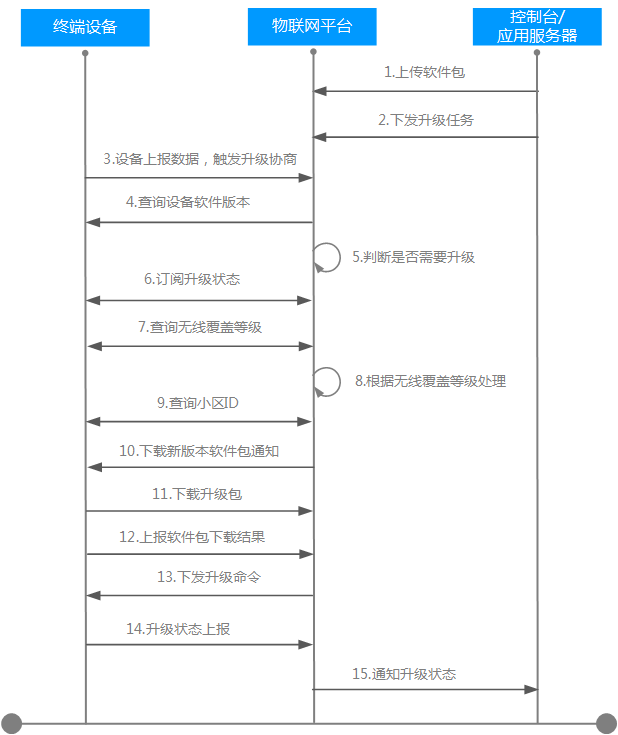 终端设备
物联网平台
控制台/
应用服务器
1.上传软件包
2.下发升级任务
3.设备上报数据，触发升级协商
4.查询设备软件版本
5.判断是否需要升级
6.订阅升级状态
7.查询无线覆盖等级
8.根据无线覆盖等级处理
9.查询小区ID
10.下载新版本软件包通知
11.下载升级包
12.上报软件包下载结果
13.下发升级命令
14.升级状态上报
15.通知升级状态